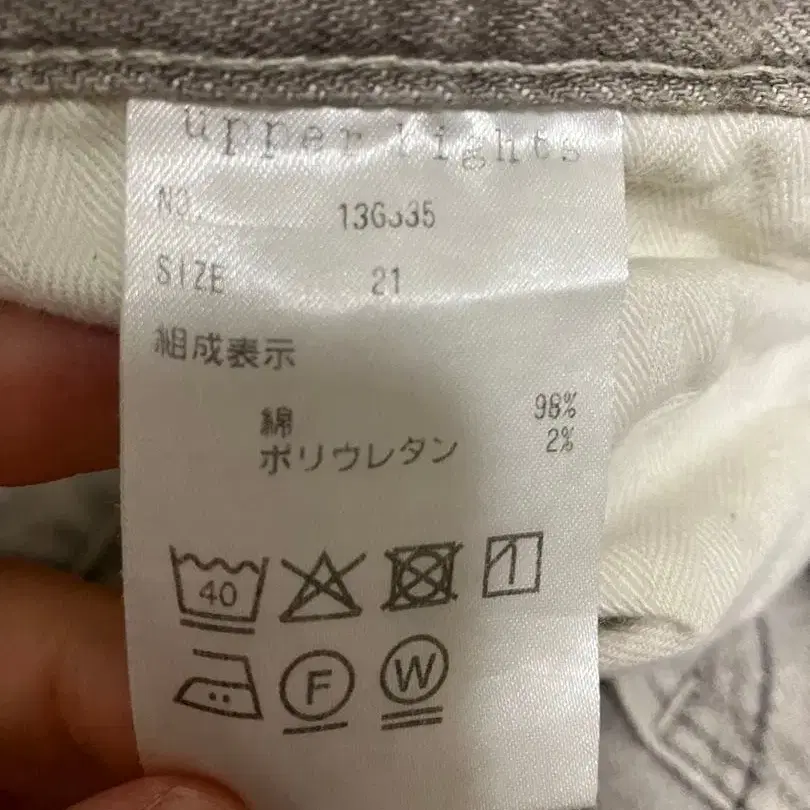 upper lights
NO. 136335
SIZE 21
組成表示
綿 98%
ポリウレタン 2%
40
F W